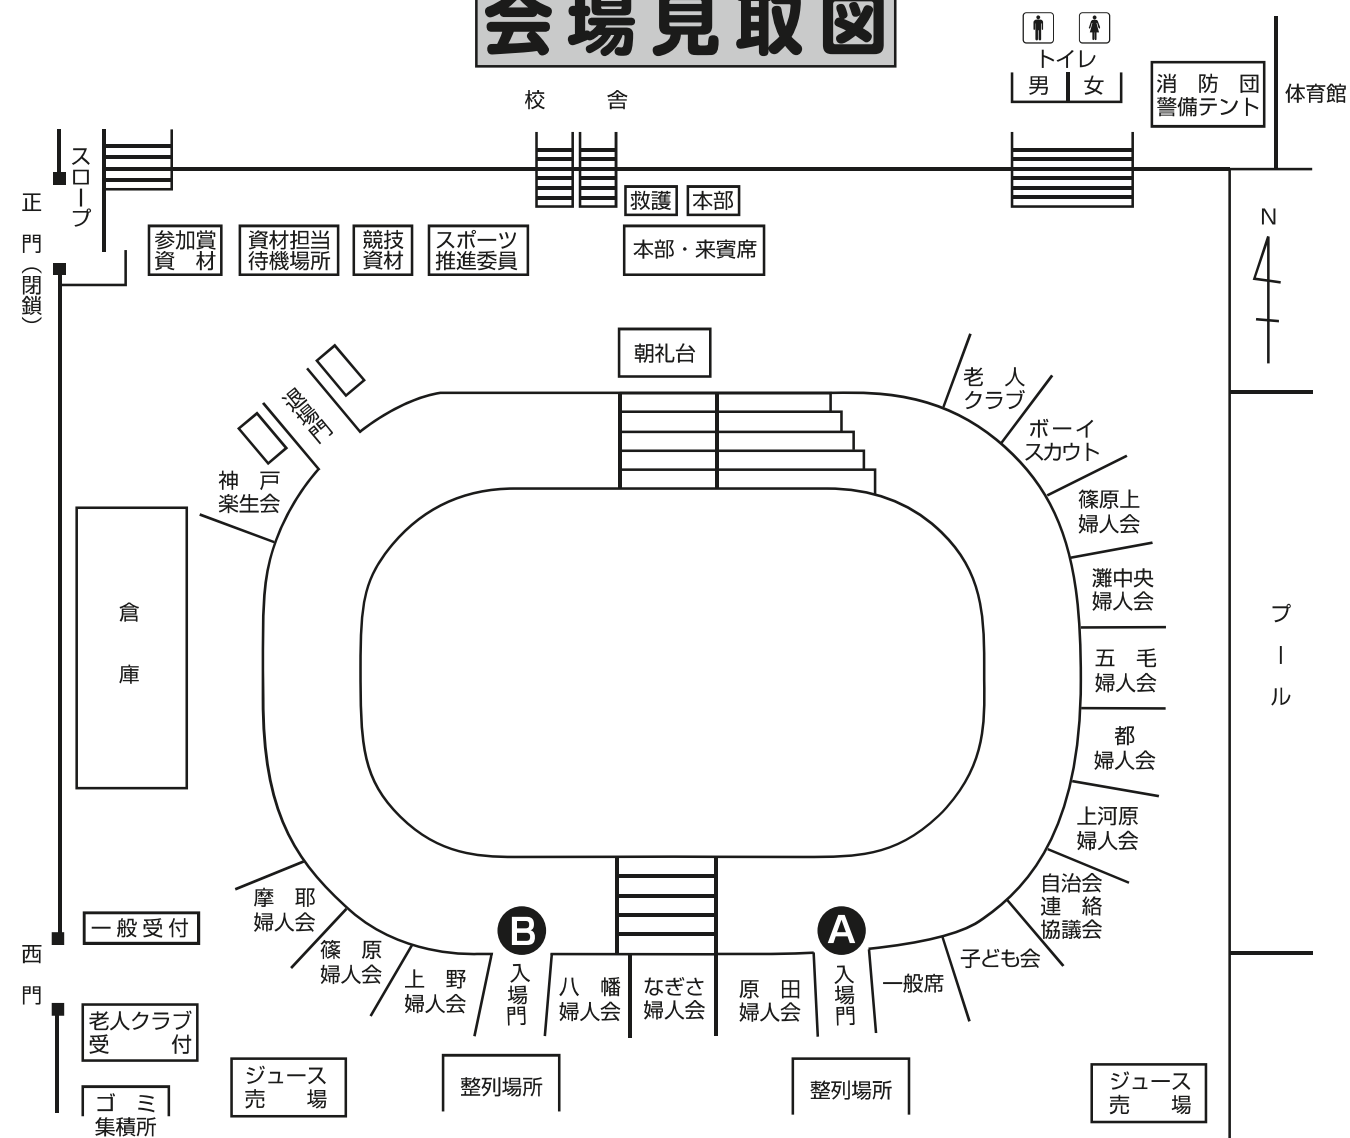 会場見取図
トイレ
男 女
消防団
警備テント
体育館
校舎
スロープ
正門(閉鎖)
救護
本部
参加賞
資材
資材担当
待機場所
競技
資材
スポーツ
推進委員
本部・来賓席
N
朝礼台
退場門
老人
クラブ
ボーイ
スカウト
神戸
楽生会
篠原上
婦人会
灘中央
婦人会
倉庫
プール
五毛
婦人会
都
婦人会
上河原
婦人会
自治会
連絡
協議会
摩耶
婦人会
一般受付
篠原
婦人会
西門
上野
婦人会
B
入場門
八幡
婦人会
なぎさ
婦人会
原田
婦人会
A
入場門
一般席
子ども会
老人クラブ
受付
ジュース
売場
整列場所
整列場所
ジュース
売場
ゴミ
集積所